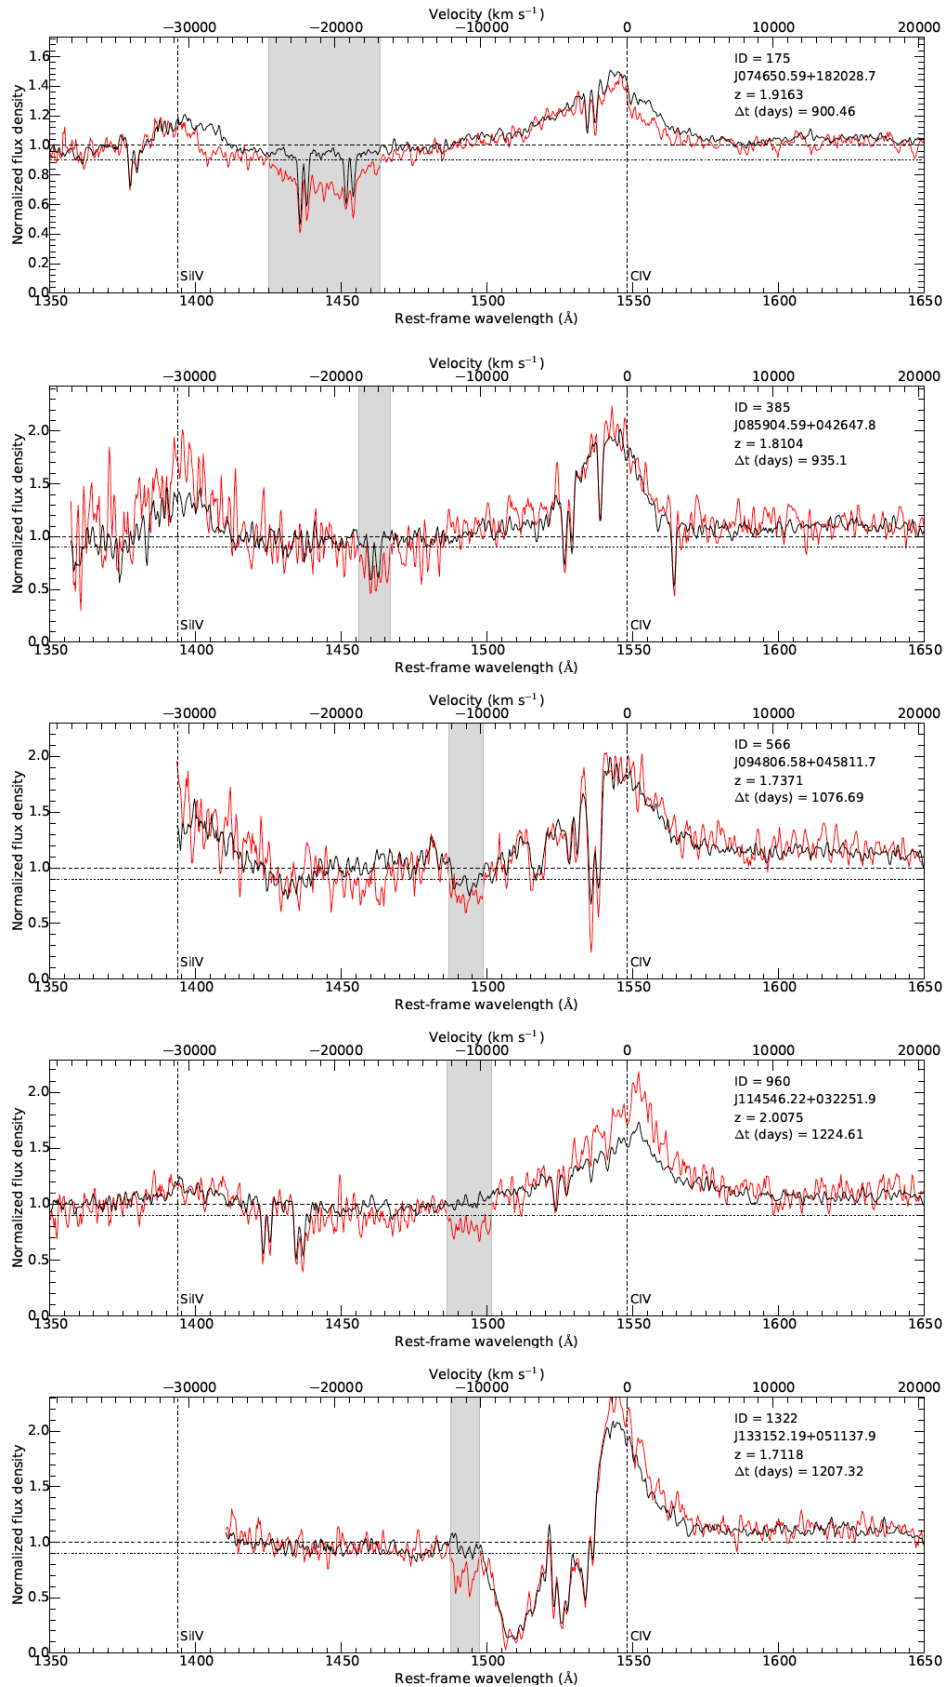 Velocity (km s⁻¹)
−30000 −20000 −10000 0 10000 20000
1.6
1.4
1.2
1.0
0.8
0.6
0.4
0.2
0.0
Normalized flux density
ID = 175
J074650.59+182028.7
z = 1.9163
Δt (days) = 900.46
SiIV CIV
1350 1400 1450 1500 1550 1600 1650
Rest-frame wavelength (Å)
Velocity (km s⁻¹)
−30000 −20000 −10000 0 10000 20000
2.0
1.5
1.0
0.5
0.0
Normalized flux density
ID = 385
J085904.59+042647.8
z = 1.8104
Δt (days) = 935.1
SiIV CIV
1350 1400 1450 1500 1550 1600 1650
Rest-frame wavelength (Å)
Velocity (km s⁻¹)
−30000 −20000 −10000 0 10000 20000
2.0
1.5
1.0
0.5
0.0
Normalized flux density
ID = 566
J094806.58+045811.7
z = 1.7371
Δt (days) = 1076.69
SiIV CIV
1350 1400 1450 1500 1550 1600 1650
Rest-frame wavelength (Å)
Velocity (km s⁻¹)
−30000 −20000 −10000 0 10000 20000
2.0
1.5
1.0
0.5
0.0
Normalized flux density
ID = 960
J114546.22+032251.9
z = 2.0075
Δt (days) = 1224.61
SiIV CIV
1350 1400 1450 1500 1550 1600 1650
Rest-frame wavelength (Å)
Velocity (km s⁻¹)
−30000 −20000 −10000 0 10000 20000
2.0
1.5
1.0
0.5
0.0
Normalized flux density
ID = 1322
J133152.19+051137.9
z = 1.7118
Δt (days) = 1207.32
SiIV CIV
1350 1400 1450 1500 1550 1600 1650
Rest-frame wavelength (Å)